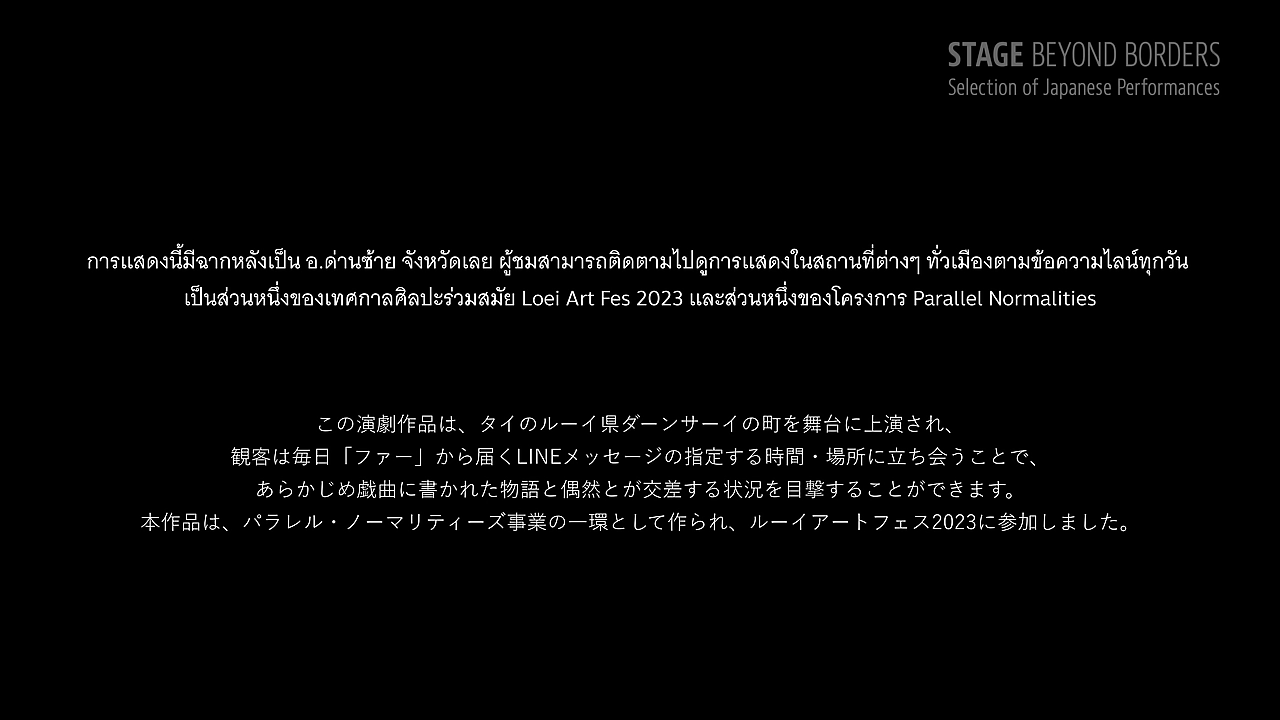 STAGE BEYOND BORDERS
Selection of Japanese Performances
การแสดงนี้มีฉากหลังเป็น อ.ด่านซ้าย จังหวัดเลย ผู้ชมสามารถติดตามไปดูการแสดงในสถานที่ต่างๆ ทั่วเมืองตามข้อความไลน์ทุกวัน
เป็นส่วนหนึ่งของเทศกาลศิลปะร่วมสมัย Loei Art Fes 2023 และส่วนหนึ่งของโครงการ Parallel Normalities
この演劇作品は、タイのルーイ県ダーンサーイの町を舞台に上演され、
観客は毎日「ファー」から届くLINEメッセージの指定する時間・場所に立ち会うことで、
あらかじめ戯曲に書かれた物語と偶然とが交差する状況を目撃することができます。
本作品は、パラレル・ノーマリティーズ事業の一環として作られ、ルーイアートフェス2023に参加しました。